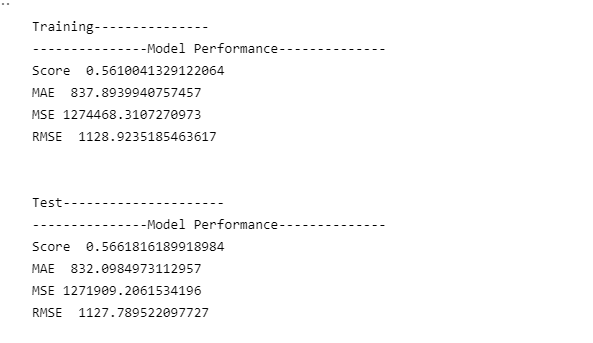 Training---------------
---------------Model Performance--------------
Score  0.5610041329122064
MAE  837.8939940757457
MSE 1274468.3107270973
RMSE  1128.9235185463617
Test---------------------
---------------Model Performance--------------
Score  0.5661816189918984
MAE  832.0984973112957
MSE 1271909.2061534196
RMSE  1127.789522097727